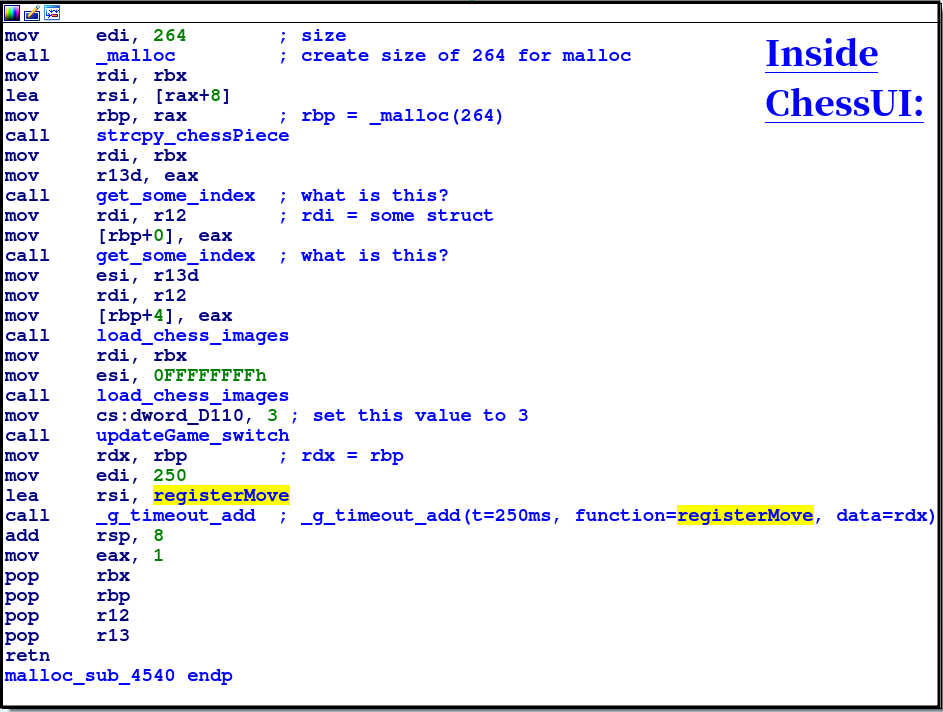 Inside
ChessUI:
mov     edi, 264        ; size
call    _malloc         ; create size of 264 for malloc
mov     rdi, rbx
lea     rsi, [rax+8]
mov     rbp, rax        ; rbp = _malloc(264)
call    strcpy_chessPiece
mov     rdi, rbx
mov     r13d, eax
call    get_some_index  ; what is this?
mov     rdi, r12        ; rdi = some struct
mov     [rbp+0], eax
call    get_some_index  ; what is this?
mov     esi, r13d
mov     rdi, r12
mov     [rbp+4], eax
call    load_chess_images
mov     rdi, rbx
mov     esi, 0FFFFFFFFh
call    load_chess_images
mov     cs:dword_D110, 3 ; set this value to 3
call    updateGame_switch
mov     rdx, rbp        ; rdx = rbp
mov     edi, 250
lea     rsi, registerMove
call    _g_timeout_add  ; _g_timeout_add(t=250ms, function=registerMove, data=rdx)
add     rsp, 8
mov     eax, 1
pop     rbx
pop     rbp
pop     r12
pop     r13
retn
malloc_sub_4540 endp